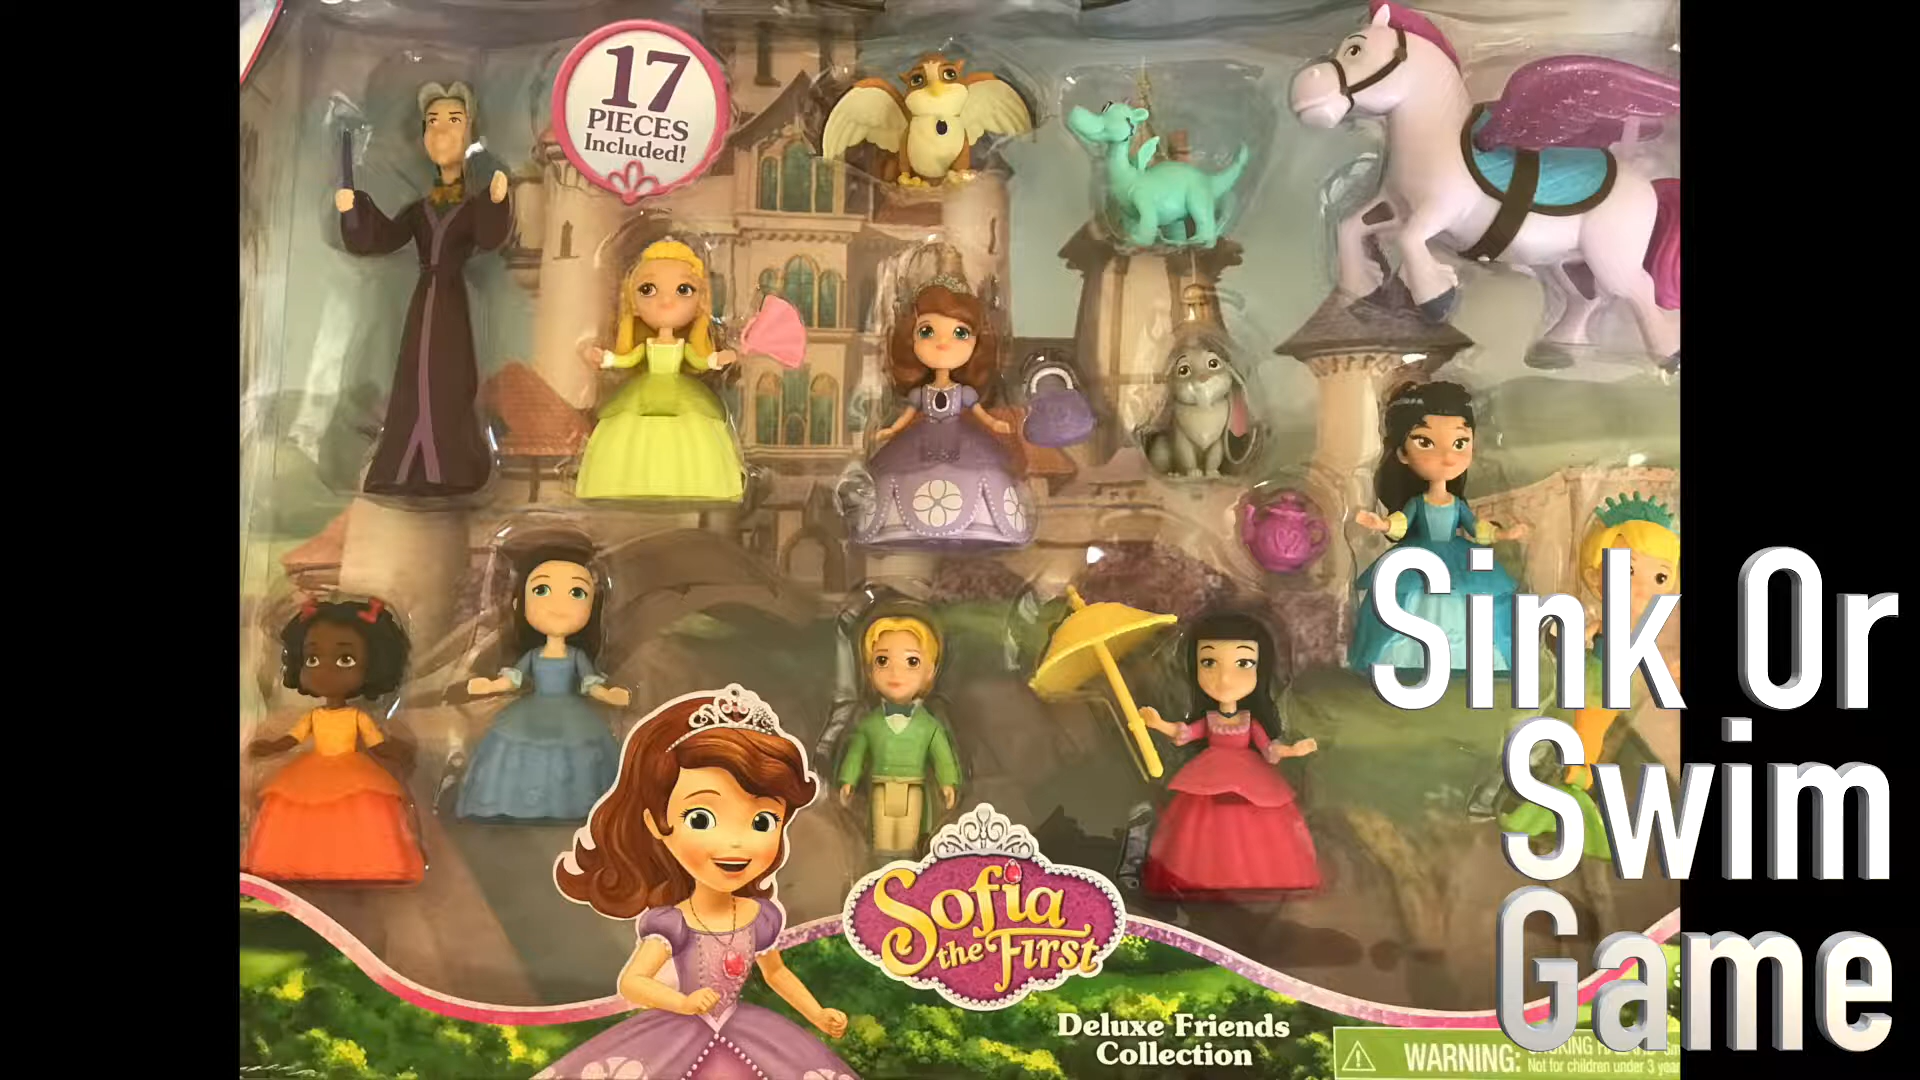 17
PIECES
Included!
Sofia
the First
Deluxe Friends
Collection
WARNING:
Not for children under 3
Sink Or
Swim
Game